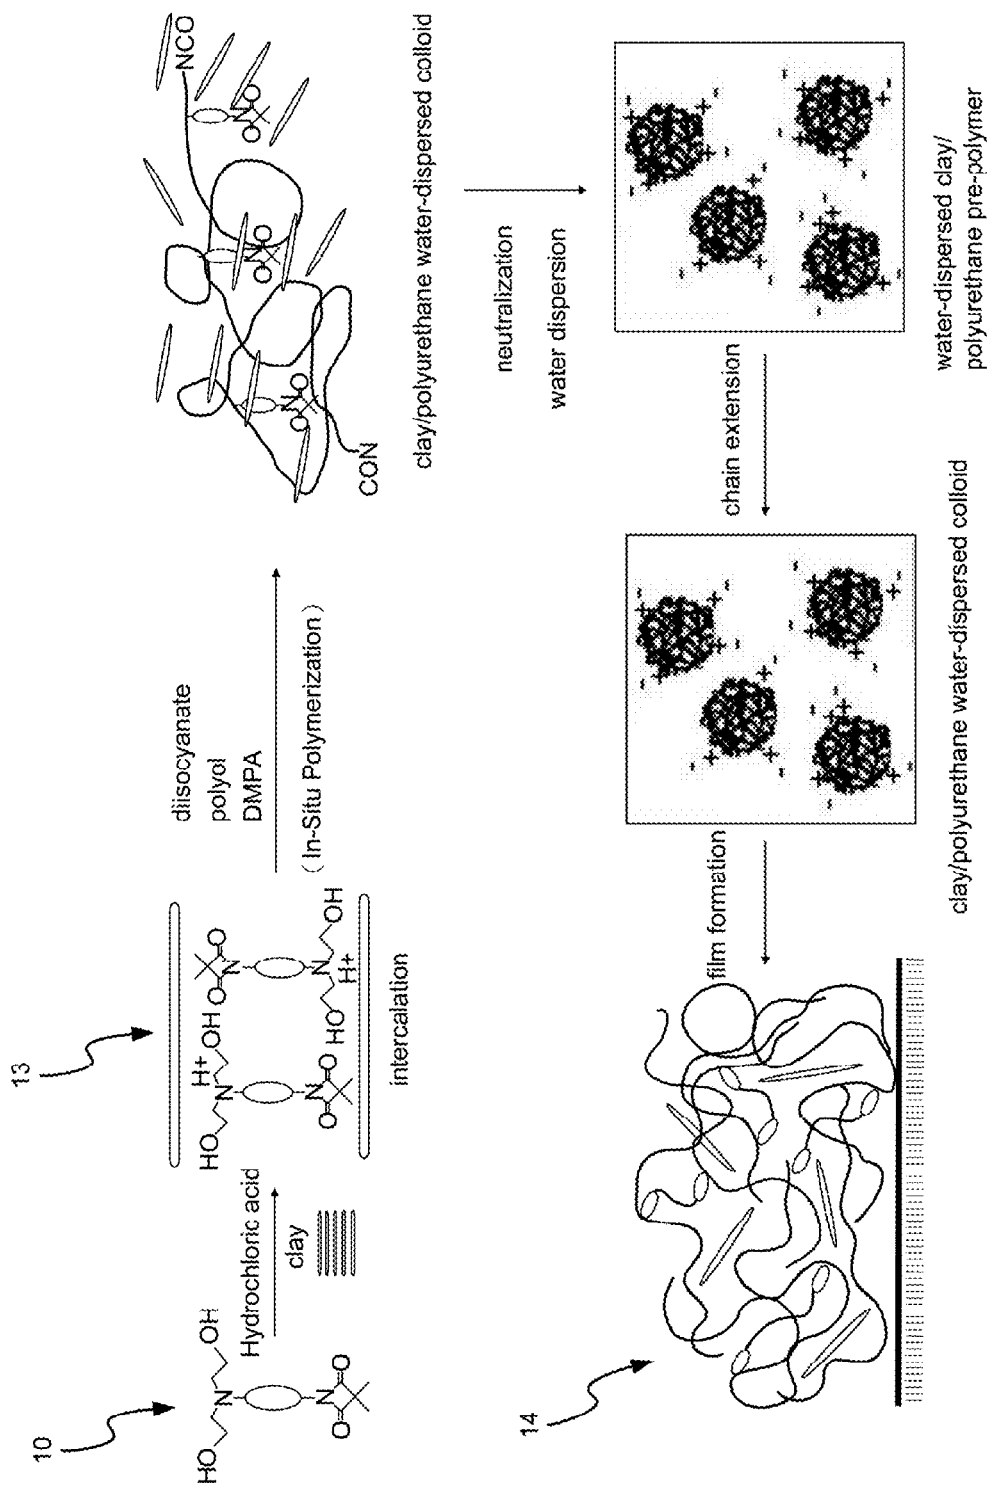 10
HO
OH
N
N
O
O
Hydrochloric acid
clay
13
HO
N
H+
OH
O
N
O
O
N
O
HO
N
H+
OH
intercalation
diisocyanate
polyol
DMPA
(In-Situ Polymerization)
NCO
N
O
O
N
O
O
N
O
O
CON
clay/polyurethane water-dispersed colloid
neutralization
water dispersion
water-dispersed clay/
polyurethane pre-polymer
chain extension
clay/polyurethane water-dispersed colloid
film formation
14